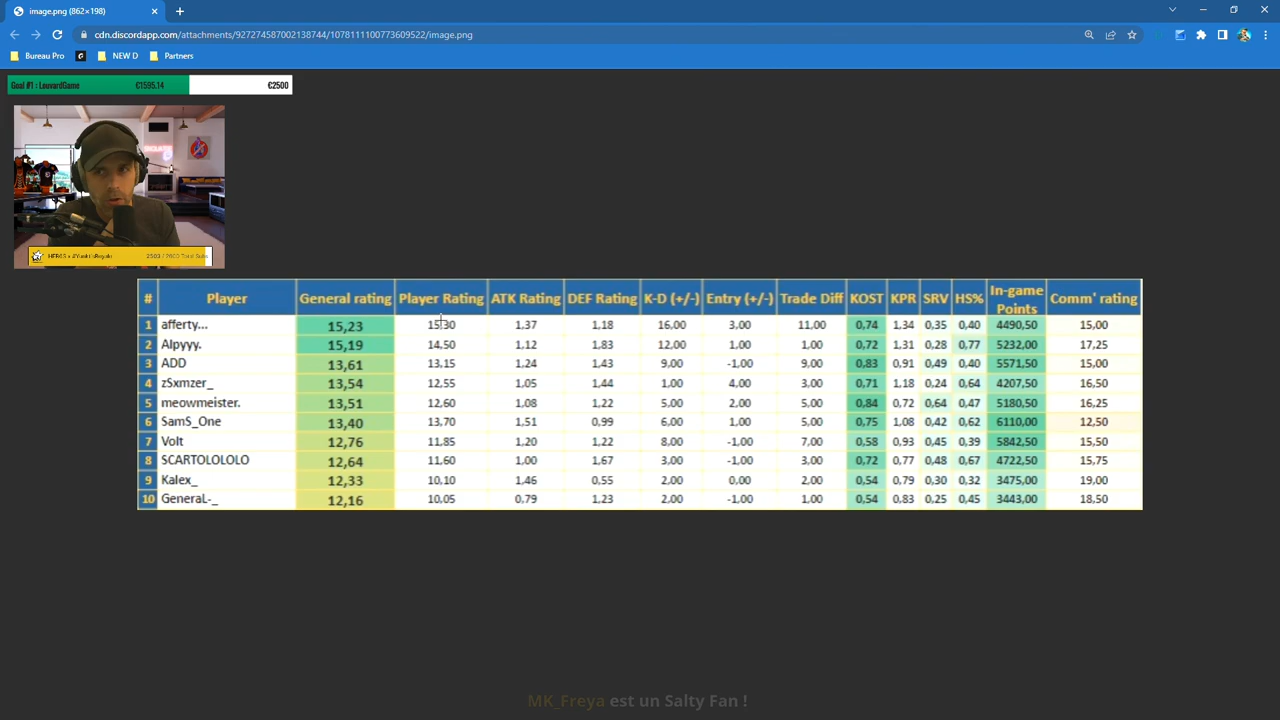 image.png (862×198)
cdn.discordapp.com/attachments/927274587002138744/1078111100773609522/image.png
Bureau Pro NEW D Partners
Goal #1 : LeuvardGame €1595.14 €2500
# Player General rating Player Rating ATK Rating DEF Rating K-D (+/-) Entry (+/-) Trade Diff KOST KPR SRV HS% In-game Points Comm' rating
1 afferty... 15,23 15,30 1,37 1,18 16,00 3,00 11,00 0,74 1,34 0,35 0,40 4490,50 15,00
2 Alpyyy. 15,19 14,50 1,12 1,83 12,00 1,00 1,00 0,72 1,31 0,28 0,77 5232,00 17,25
3 ADD 13,61 13,15 1,24 1,43 9,00 -1,00 9,00 0,83 0,91 0,49 0,40 5571,50 15,00
4 zSxmzer_ 13,54 12,55 1,05 1,44 1,00 4,00 3,00 0,71 1,18 0,24 0,64 4207,50 16,50
5 meowmeister. 13,51 12,60 1,08 1,22 5,00 2,00 5,00 0,84 0,72 0,64 0,47 5180,50 16,25
6 SamS_One 13,40 13,70 1,51 0,99 6,00 1,00 5,00 0,75 1,08 0,42 0,62 6110,00 12,50
7 Volt 12,76 11,85 1,20 1,22 8,00 -1,00 7,00 0,58 0,93 0,45 0,39 5842,50 15,50
8 SCARTOLOLOLO 12,64 11,60 1,00 1,67 3,00 -1,00 3,00 0,72 0,77 0,48 0,67 4722,50 15,75
9 Kalex_ 12,33 10,10 1,46 0,55 2,00 0,00 2,00 0,54 0,79 0,30 0,32 3475,00 19,00
10 GeneraL-_ 12,16 10,05 0,79 1,23 2,00 -1,00 1,00 0,54 0,83 0,25 0,45 3443,00 18,50
MK_Freya est un Salty Fan !